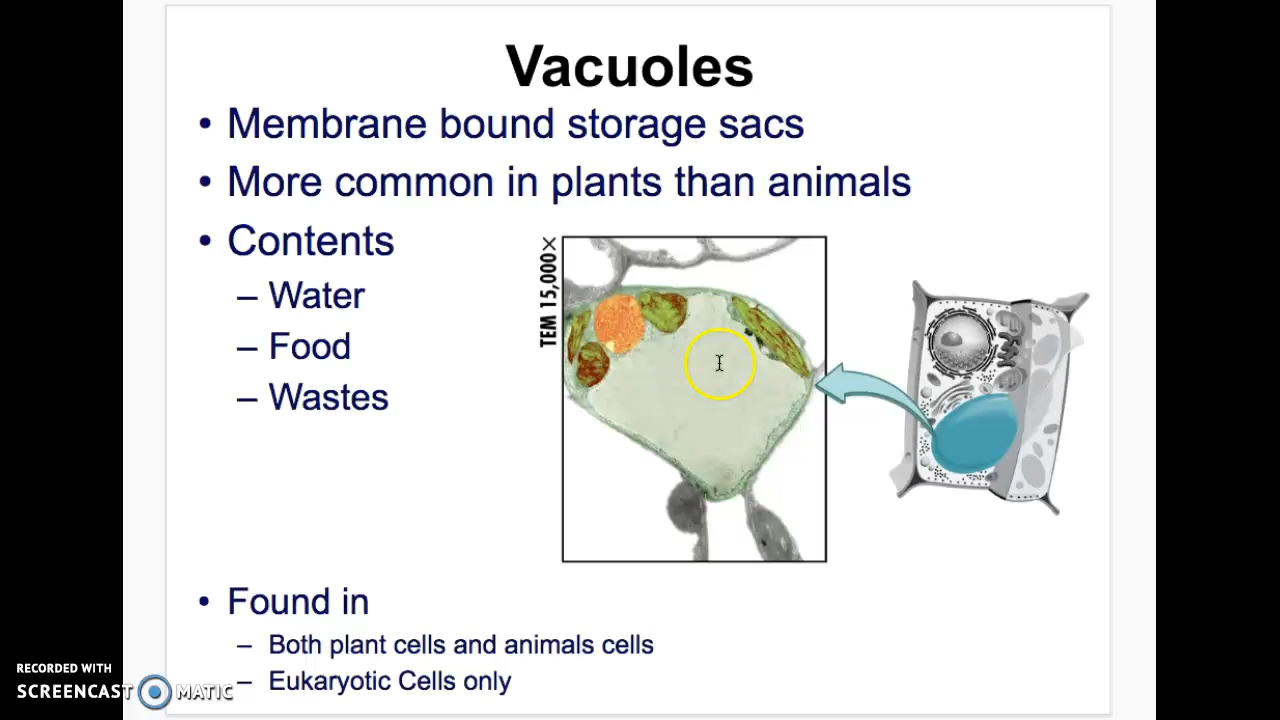 Vacuoles
• Membrane bound storage sacs
• More common in plants than animals
• Contents
– Water
– Food
– Wastes
TEM 15,000×
• Found in
– Both plant cells and animals cells
– Eukaryotic Cells only
RECORDED WITH
SCREENCAST MATIC